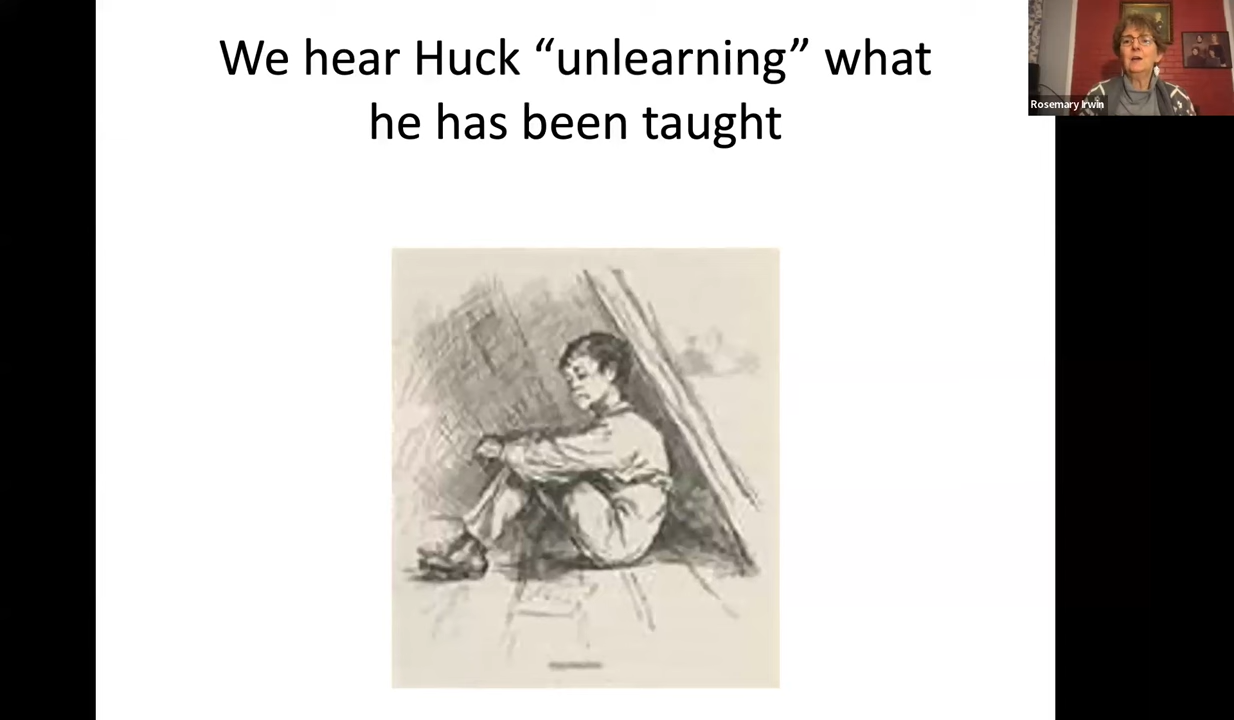 We hear Huck “unlearning” what
he has been taught
Rosemary Irwin